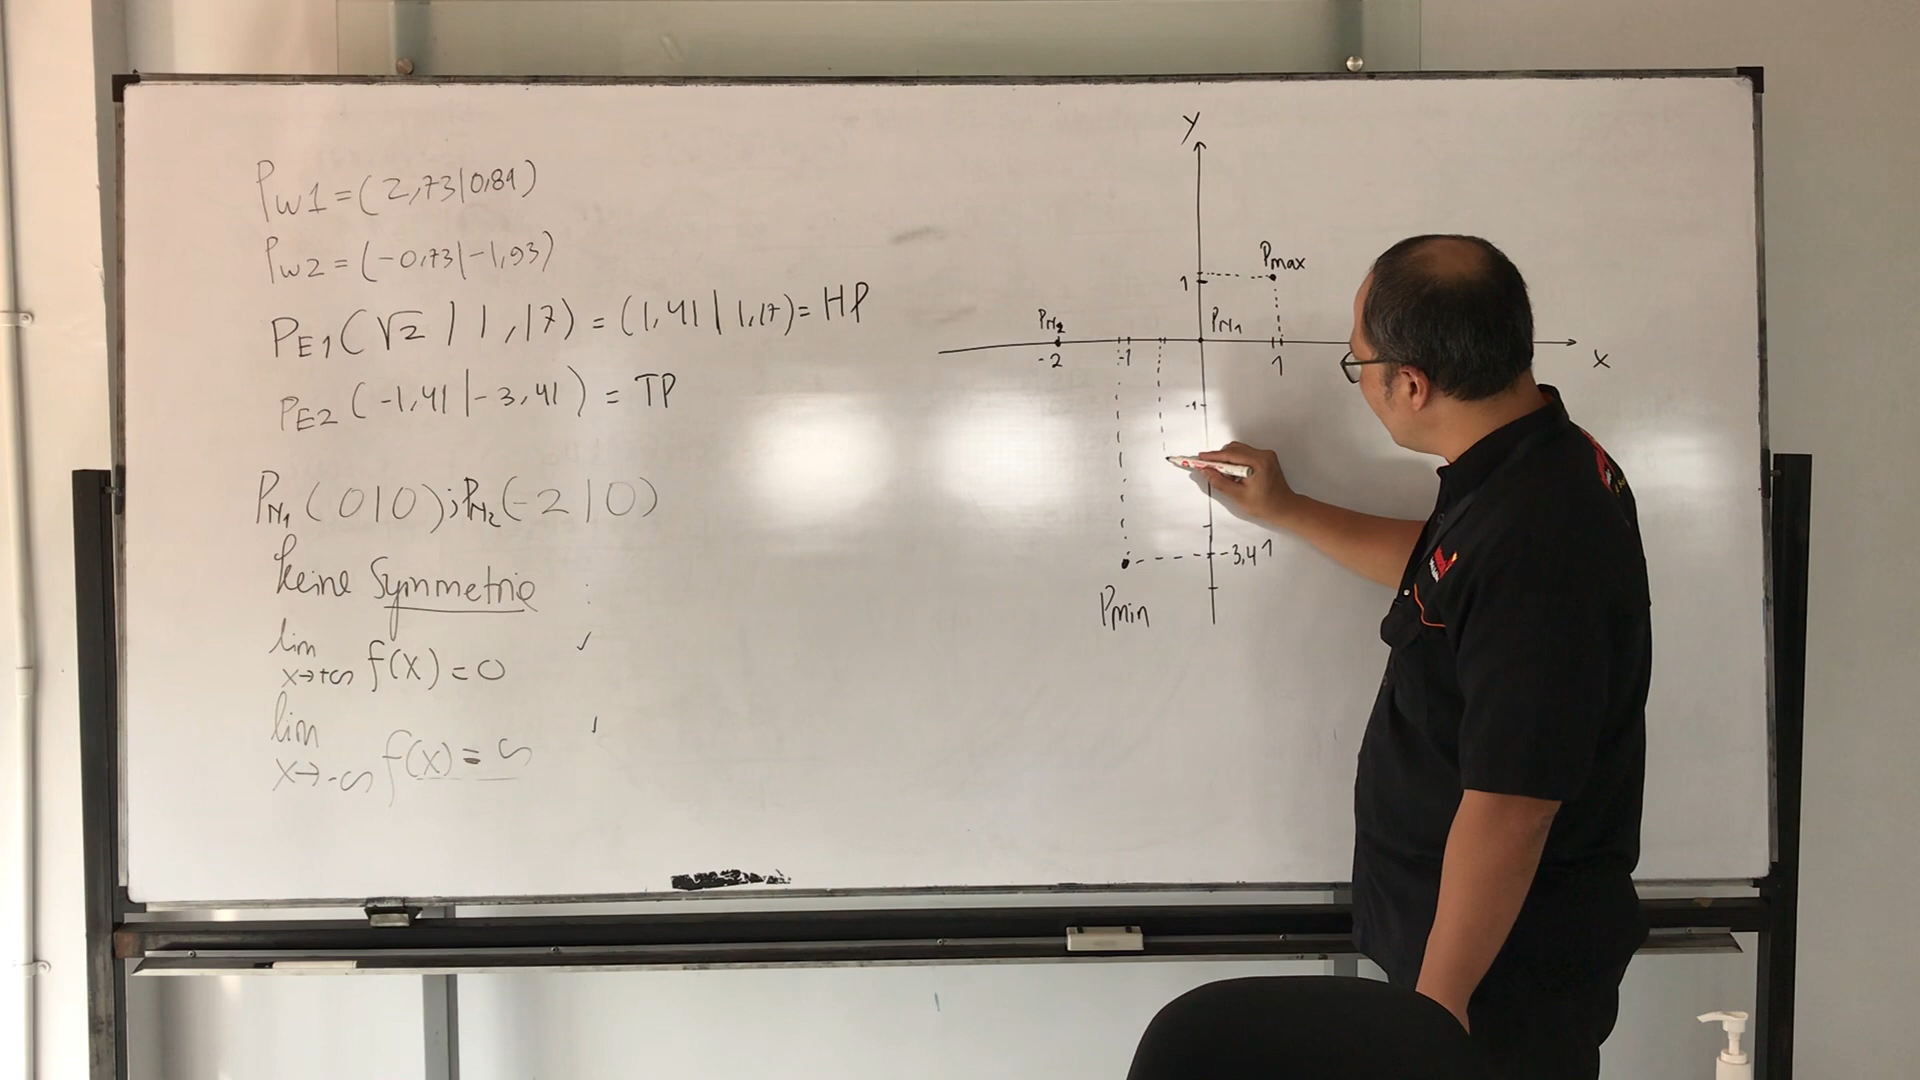 Pw1 = (2,73|0,89)
Pw2 = (-0,73|-1,93)
PE1 (√2 | 1,17) = (1,41 | 1,17) = HP
PE2 (-1,41 | -3,41) = TP
PN1 (0|0); PN2 (-2|0)
keine Symmetrie
lim x→+∞ f(x) = 0
lim x→-∞ f(x) = ∞
y
Pmax
1
PN2
PN1
-2
-1
1
x
-1
-3,41
Pmin